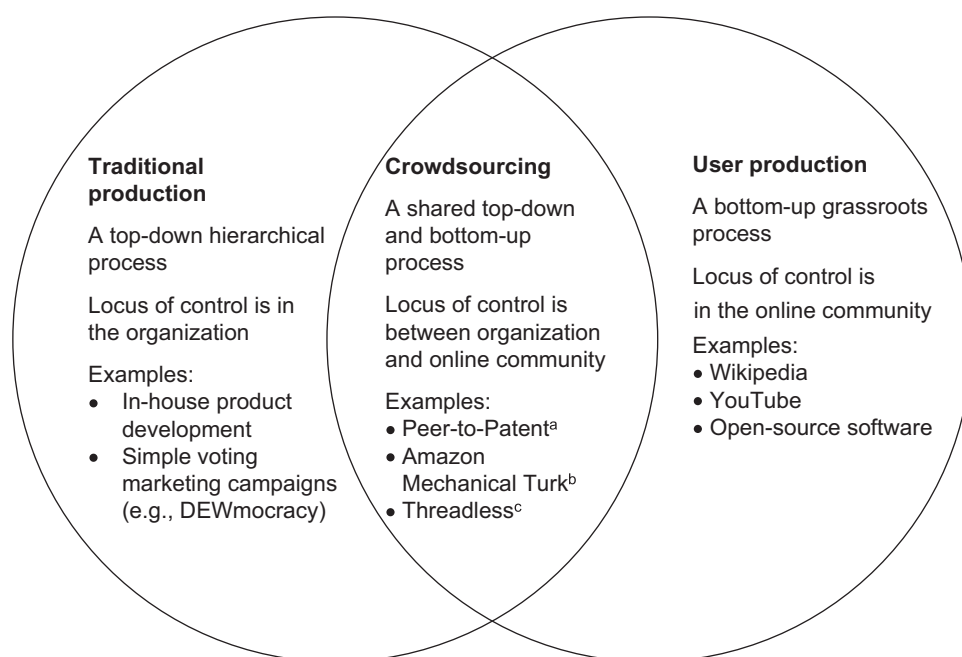 Traditional
production
A top-down hierarchical
process
Locus of control is in
the organization
Examples:
• In-house product
development
• Simple voting
marketing campaigns
(e.g., DEWmocracy)
Crowdsourcing
A shared top-down
and bottom-up
process
Locus of control is
between organization
and online community
Examples:
• Peer-to-Patentᵃ
• Amazon
Mechanical Turkᵇ
• Threadlessᶜ
User production
A bottom-up grassroots
process
Locus of control is
in the online community
Examples:
• Wikipedia
• YouTube
• Open-source software